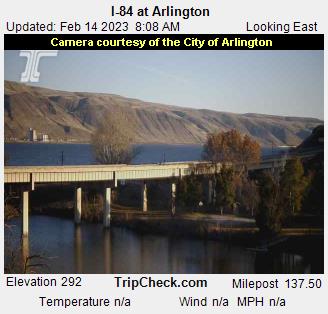 I-84 at Arlington
Updated: Feb 14 2023 8:08 AM Looking East
Camera courtesy of the City of Arlington
Elevation 292 TripCheck.com Milepost 137.50
Temperature n/a Wind n/a MPH n/a